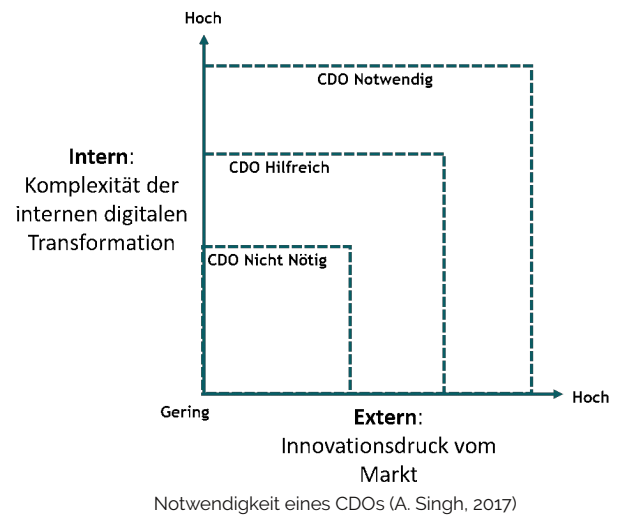 Hoch
CDO Notwendig
CDO Hilfreich
Intern:
Komplexität der
internen digitalen
Transformation
CDO Nicht Nötig
Gering
Hoch
Extern:
Innovationsdruck vom
Markt
Notwendigkeit eines CDOs (A. Singh, 2017)